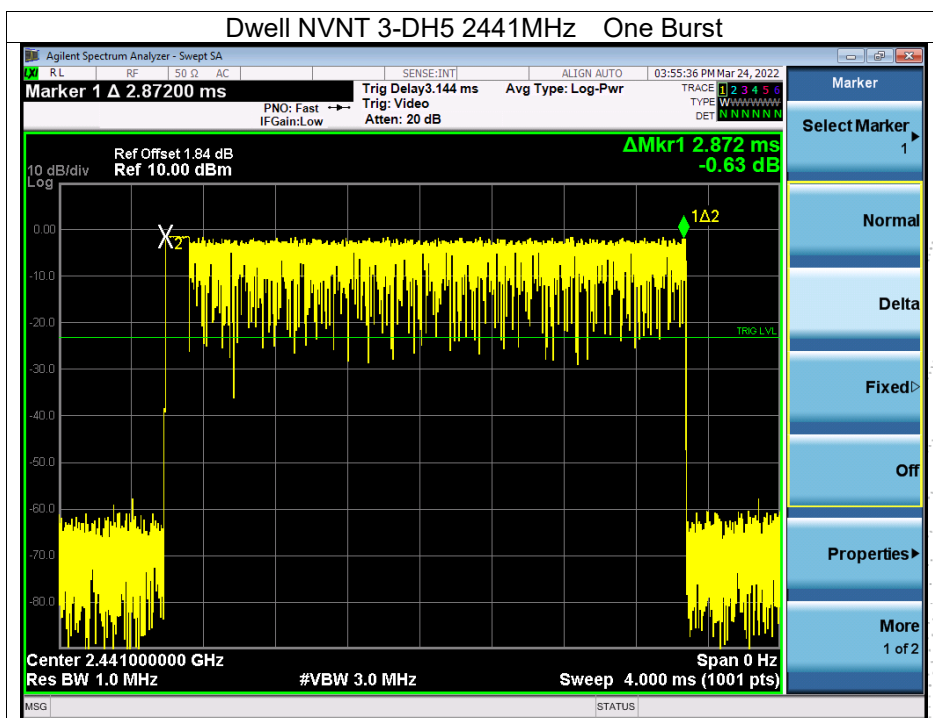 Dwell NVNT 3-DH5 2441MHz One Burst
Agilent Spectrum Analyzer - Swept SA
LXI RL RF 50 Ω AC SENSE:INT ALIGN AUTO 03:55:36 PM Mar 24, 2022
Marker 1 Δ 2.87200 ms
PNO: Fast
IFGain:Low
Trig Delay3.144 ms
Trig: Video
Atten: 20 dB
Avg Type: Log-Pwr
TRACE 1 2 3 4 5 6
TYPE WWWWWWW
DET N N N N N N
Marker
Select Marker
1
Normal
Delta
Fixed
Off
Properties
More
1 of 2
ΔMkr1 2.872 ms
-0.63 dB
Ref Offset 1.84 dB
10 dB/div Ref 10.00 dBm
Log
0.00
-10.0
-20.0
-30.0
-40.0
-50.0
-60.0
-70.0
-80.0
X2
1Δ2
TRIG LVL
Center 2.441000000 GHz Span 0 Hz
Res BW 1.0 MHz #VBW 3.0 MHz Sweep 4.000 ms (1001 pts)
MSG STATUS